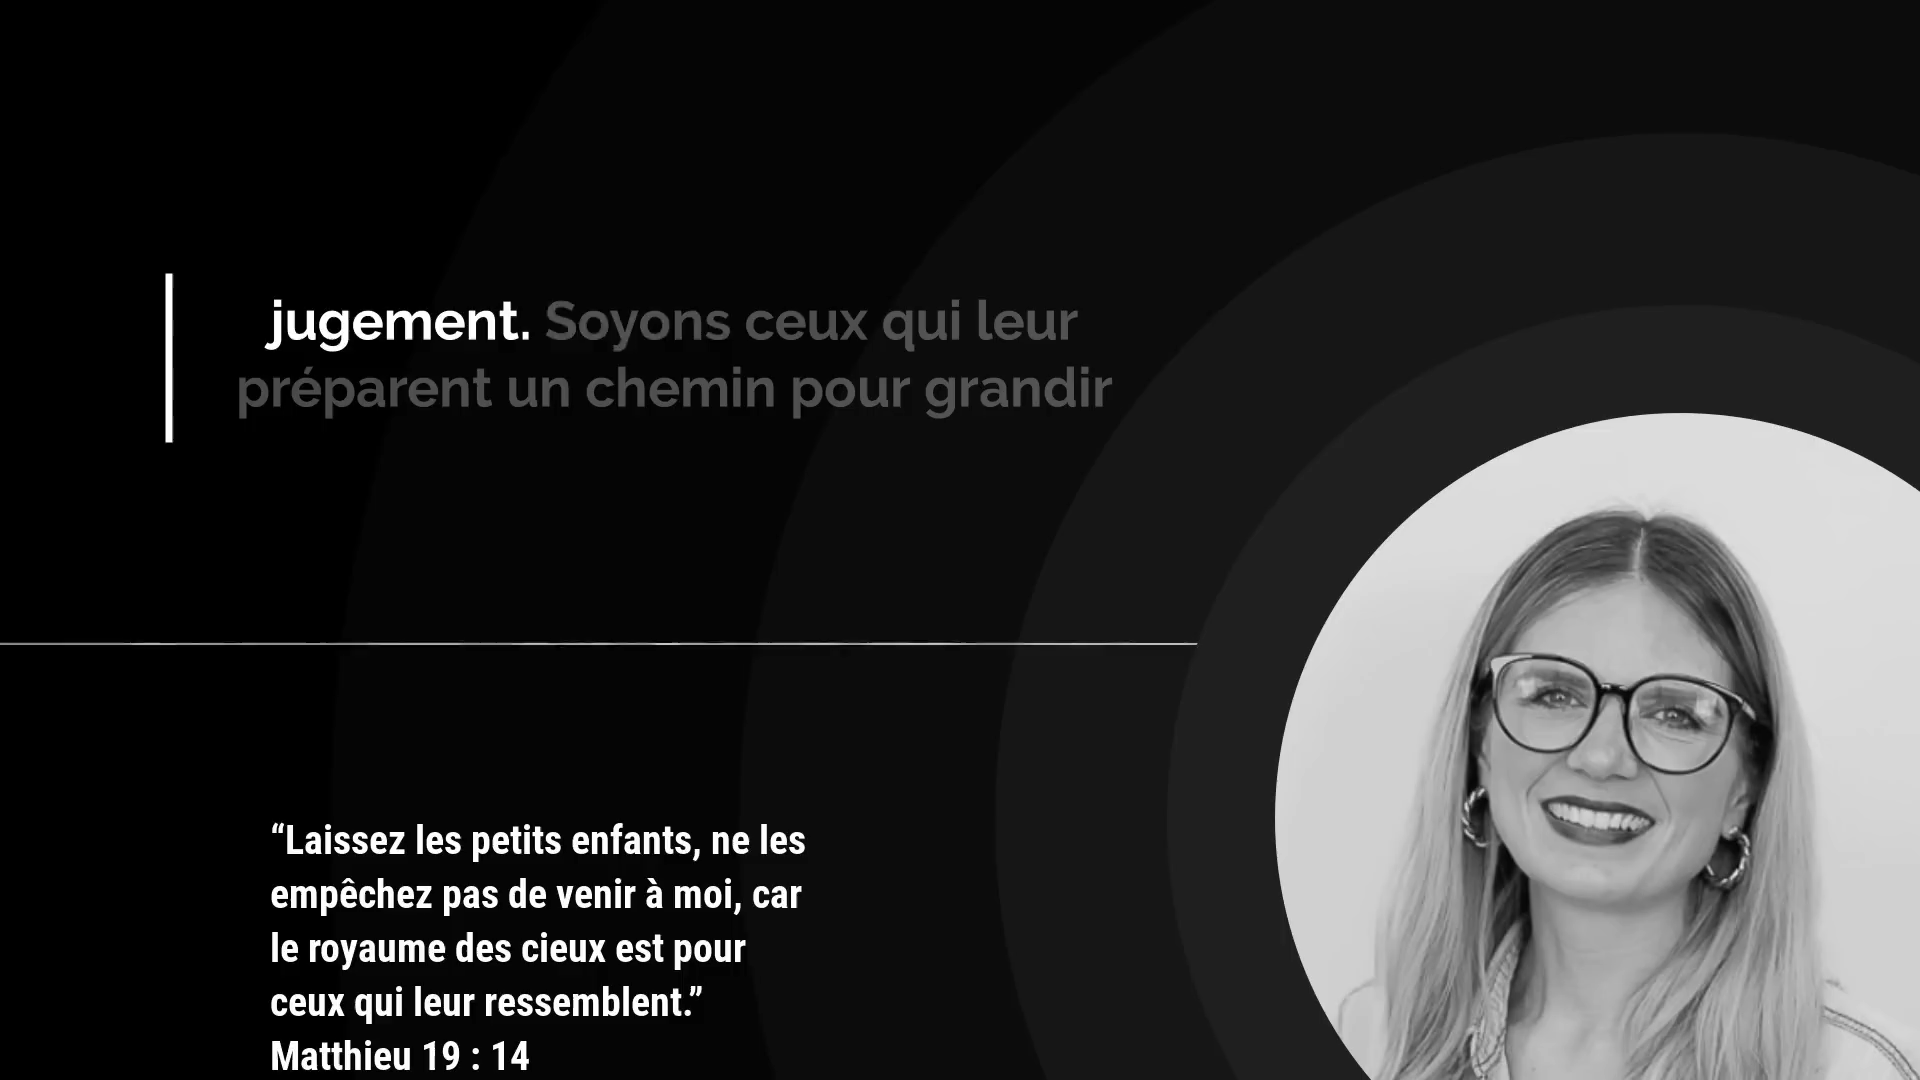 jugement. Soyons ceux qui leur
préparent un chemin pour grandir
“Laissez les petits enfants, ne les
empêchez pas de venir à moi, car
le royaume des cieux est pour
ceux qui leur ressemblent.”
Matthieu 19 : 14